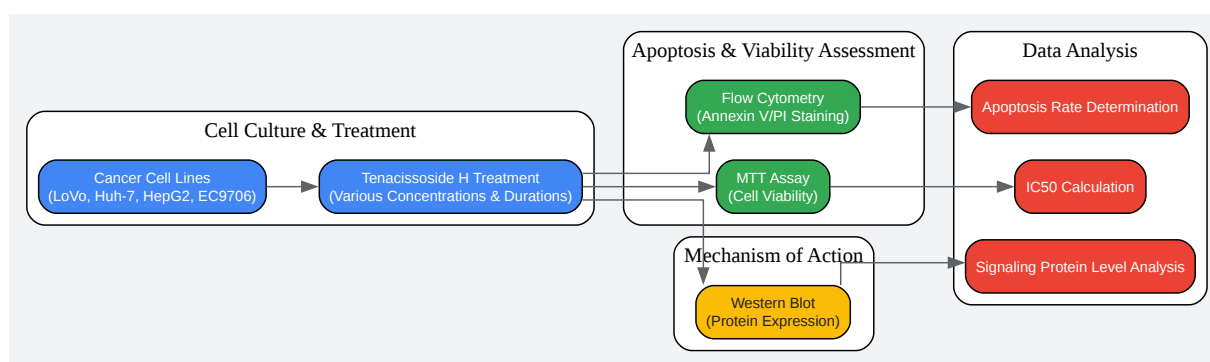 Cell Culture & Treatment
Cancer Cell Lines
(LoVo, Huh-7, HepG2, EC9706)
Tenacissoside H Treatment
(Various Concentrations & Durations)
Apoptosis & Viability Assessment
Flow Cytometry
(Annexin V/PI Staining)
MTT Assay
(Cell Viability)
Mechanism of Action
Western Blot
(Protein Expression)
Data Analysis
Apoptosis Rate Determination
IC50 Calculation
Signaling Protein Level Analysis